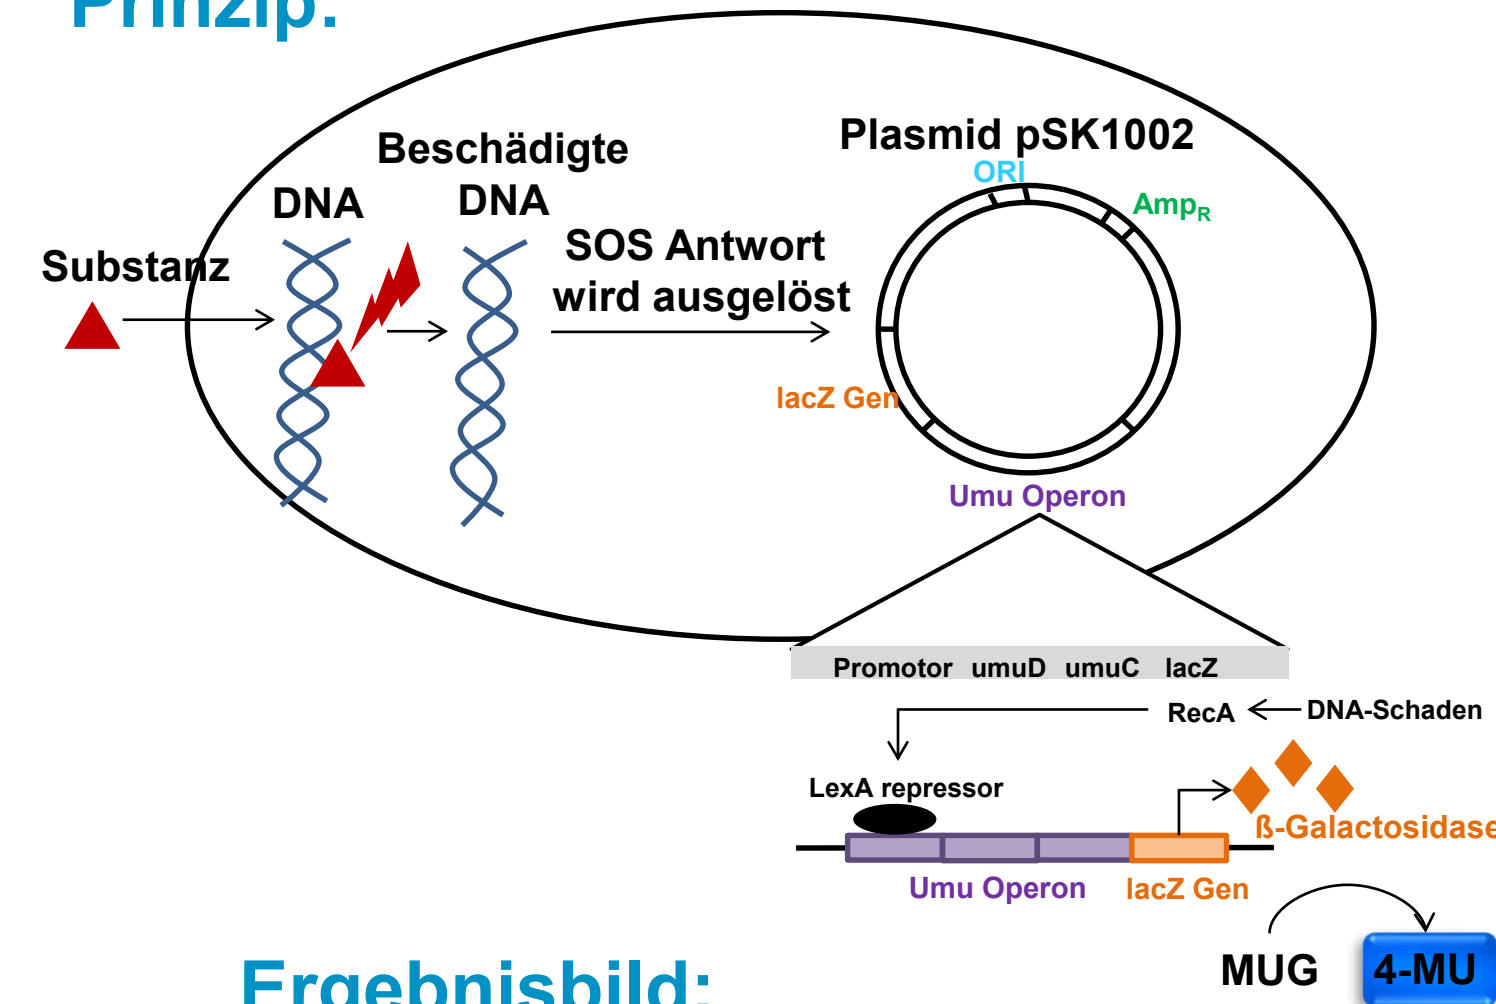 Prinzip:
Beschädigte
DNA
DNA
Substanz
SOS Antwort
wird ausgelöst
Plasmid pSK1002
ORI
AmpR
lacZ Gen
Umu Operon
Promotor umuD umuC lacZ
RecA
DNA-Schaden
LexA repressor
ß-Galactosidase
Umu Operon
lacZ Gen
MUG
4-MU
Ergebnisbild: